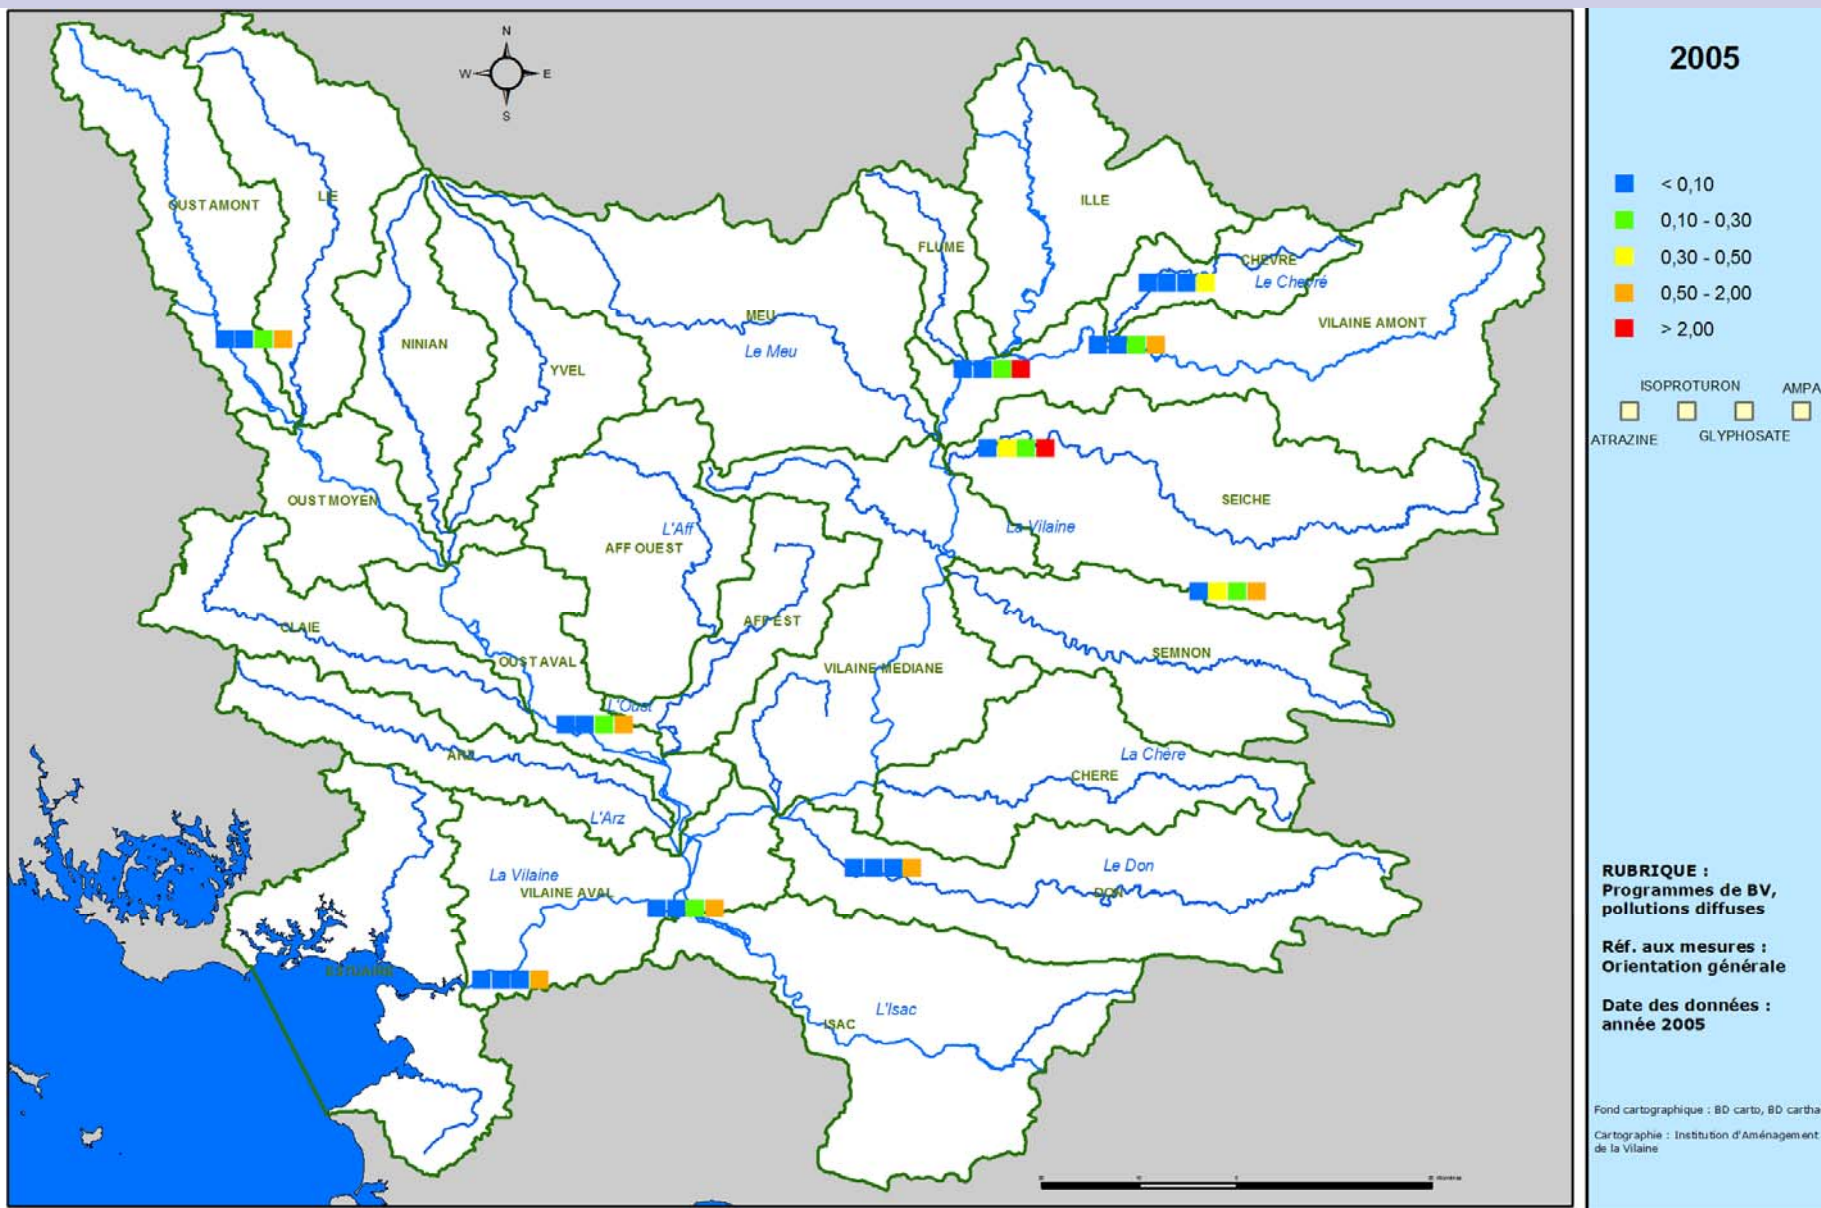 N
W E
S
OUST AMONT
LIE
ILLE
FLUME
CHEVRE
Le Chevré
NINIAN
YVEL
MEU
Le Meu
VILAINE AMONT
OUST MOYEN
L'Aff
AFF OUEST
La Vilaine
SEICHE
CLAIE
OUST AVAL
AFF EST
VILAINE MEDIANE
SEMNON
L'Oust
ARZ
L'Arz
La Chère
CHERE
La Vilaine
VILAINE AVAL
Le Don
DON
ESTUAIRE
L'Isac
ISAC
2005
< 0,10
0,10 - 0,30
0,30 - 0,50
0,50 - 2,00
> 2,00
ISOPROTURON AMPA
ATRAZINE GLYPHOSATE
RUBRIQUE :
Programmes de BV,
pollutions diffuses
Réf. aux mesures :
Orientation générale
Date des données :
année 2005
Fond cartographique : BD carto, BD cartha
Cartographie : Institution d'Aménagement
de la Vilaine